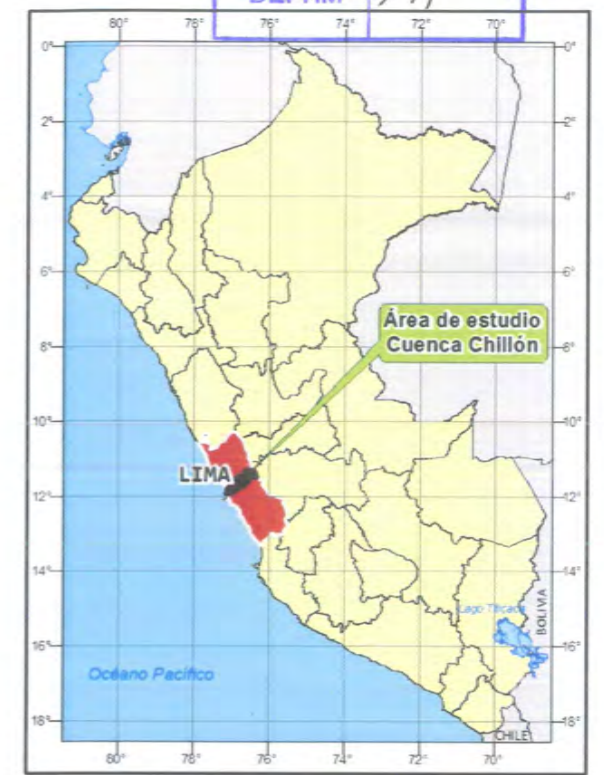 80° 78° 76° 74° 72° 70°
0° 0°
2° 2°
4° 4°
6° 6°
Área de estudio
Cuenca Chillón
8° 8°
10° 10°
LIMA
12° 12°
14° 14°
Lago Titicaca
BOLIVIA
16° 16°
Océano Pacífico
18° 18°
CHILE
80° 78° 76° 74° 72° 70°